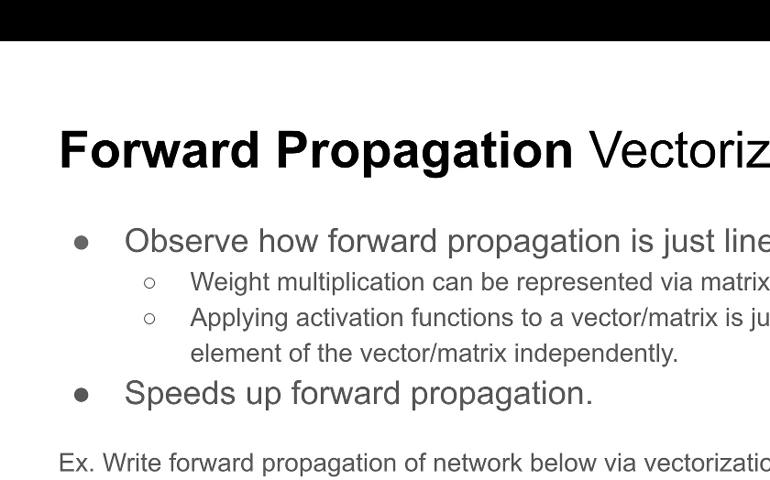 Forward Propagation Vectoriz
● Observe how forward propagation is just line
○ Weight multiplication can be represented via matrix
○ Applying activation functions to a vector/matrix is ju
element of the vector/matrix independently.
● Speeds up forward propagation.
Ex. Write forward propagation of network below via vectorizatio